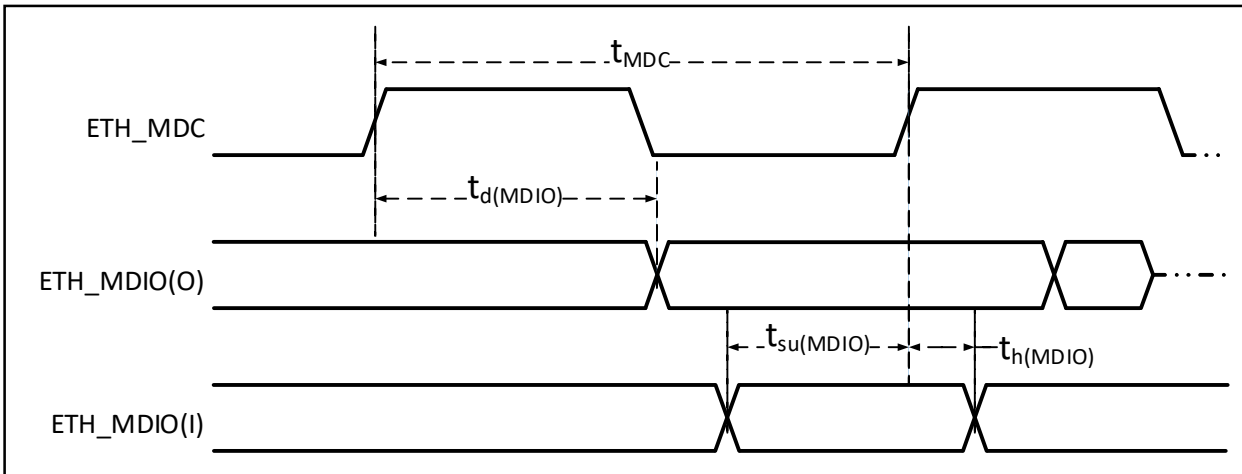 tMDC
ETH_MDC
td(MDIO)
ETH_MDIO(O)
tsu(MDIO)
th(MDIO)
ETH_MDIO(I)